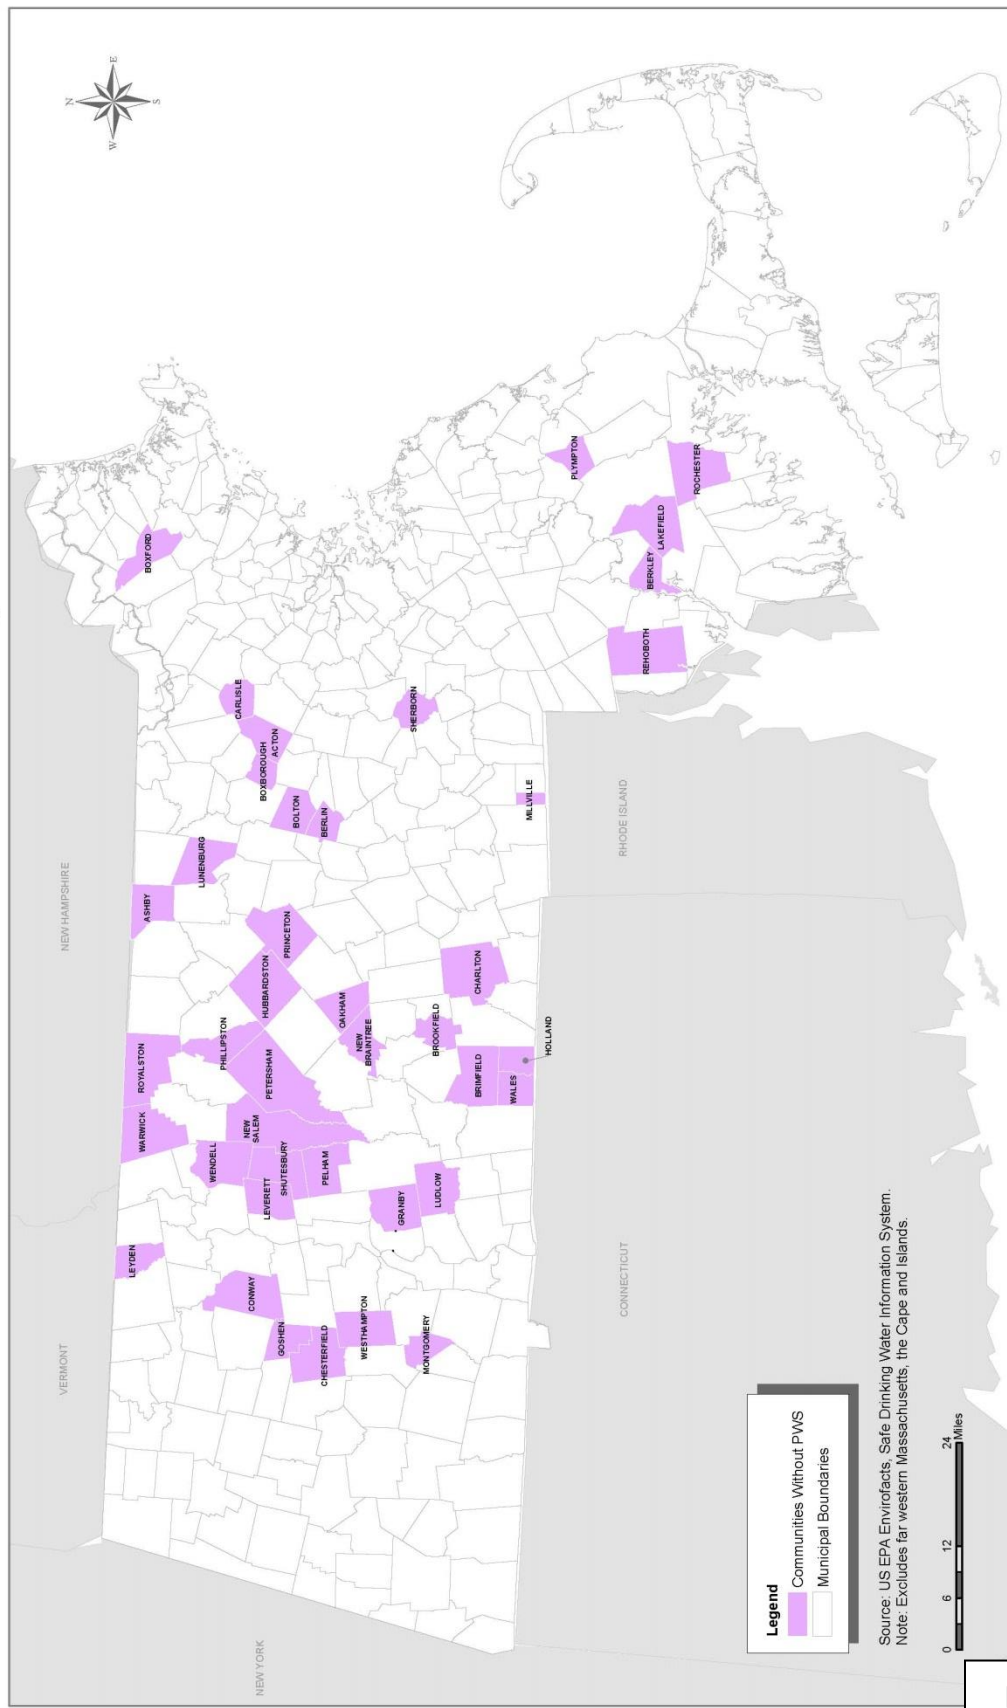 N
W
E
S
VERMONT
NEW HAMPSHIRE
NEW YORK
CONNECTICUT
RHODE ISLAND
LEYDEN
WARWICK
ROYALSTON
ASHBY
LUNENBURG
BOXFORD
CONWAY
WENDELL
NEW
SALEM
PHILLIPSTON
HUBBARDSTON
PRINCETON
CARLISLE
BOXBOROUGH
ACTON
GOSHEN
LEVERETT
SHUTESBURY
PETERSHAM
BOLTON
CHESTERFIELD
PELHAM
OAKHAM
BERLIN
WESTHAMPTON
NEW
BRAINTREE
SHERBORN
MONTGOMERY
GRANBY
LUDLOW
BROOKFIELD
CHARLTON
BRIMFIELD
WALES
HOLLAND
MILLVILLE
PLYMPTON
REHOBOTH
BERKLEY
LAKEFIELD
ROCHESTER
Legend
Communities Without PWS
Municipal Boundaries
Source: US EPA Envirofacts, Safe Drinking Water Information System.
Note: Excludes far western Massachusetts, the Cape and Islands.
0 6 12 24
Miles